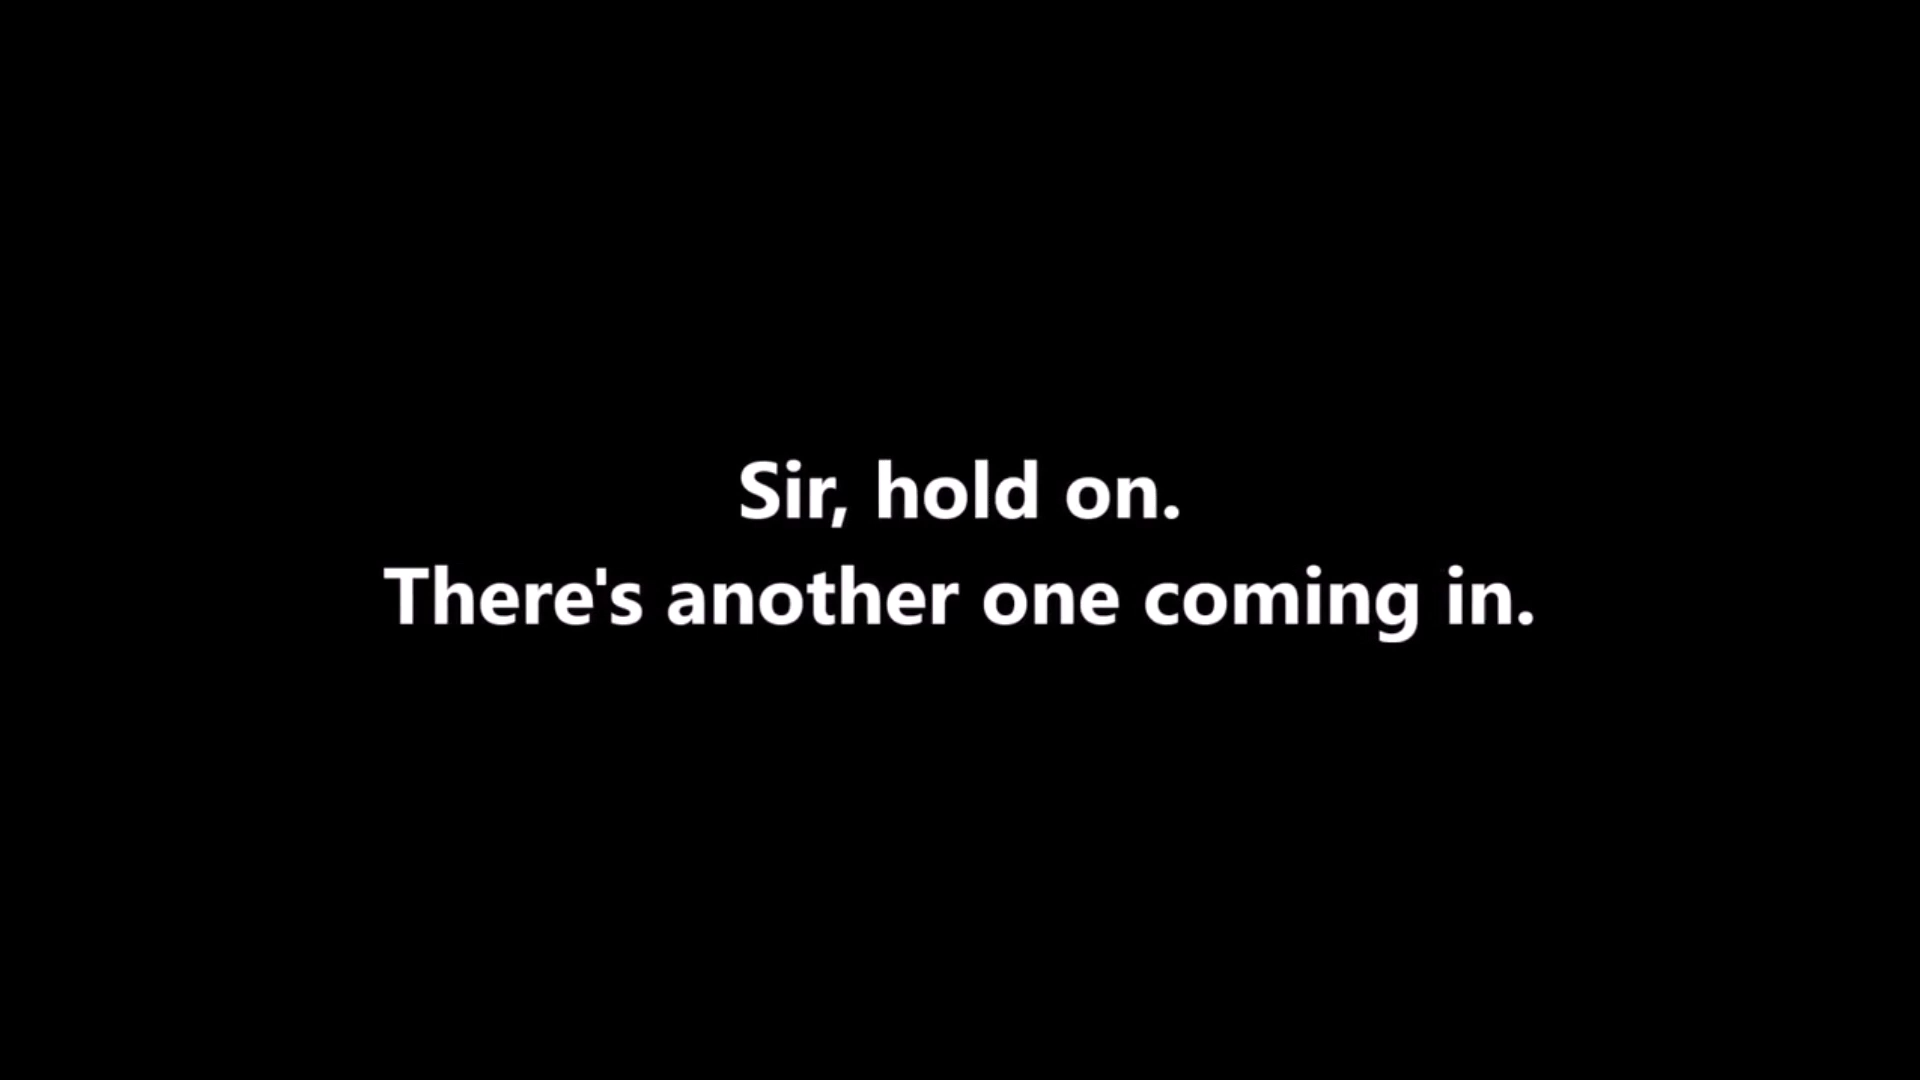 Sir, hold on.
There's another one coming in.